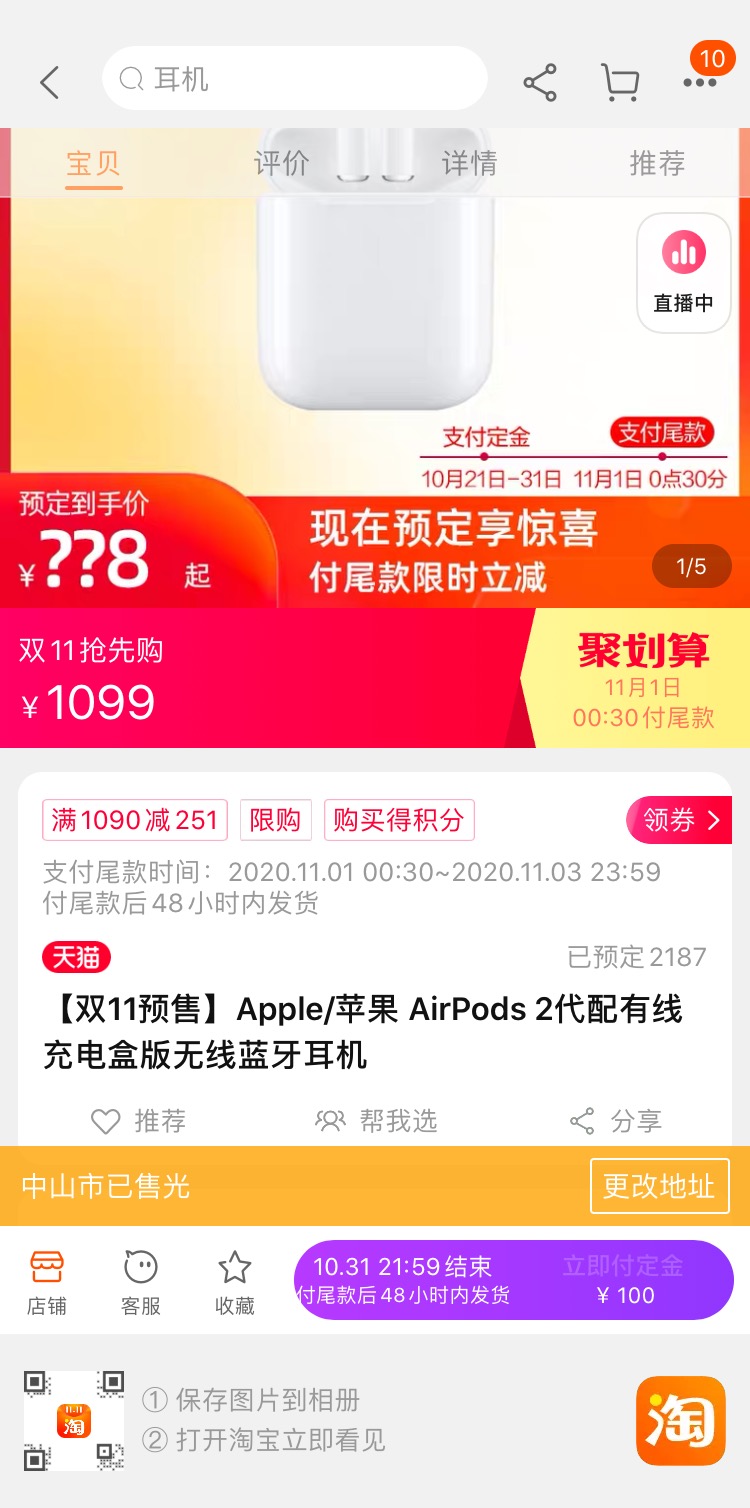 10
耳机
宝贝
评价
详情
推荐
直播中
支付定金
支付尾款
10月21日-31日
11月1日 0点30分
预定到手价
¥??8 起
现在预定享惊喜
付尾款限时立减
1/5
双11抢先购
¥1099
聚划算
11月1日
00:30付尾款
满1090减251
限购
购买得积分
领券
支付尾款时间：2020.11.01 00:30~2020.11.03 23:59
付尾款后48小时内发货
天猫
已预定2187
【双11预售】Apple/苹果 AirPods 2代配有线
充电盒版无线蓝牙耳机
推荐
帮我选
分享
中山市已售光
更改地址
店铺
客服
收藏
10.31 21:59结束
付尾款后48小时内发货
立即付定金
¥ 100
11.11
淘
① 保存图片到相册
② 打开淘宝立即看见
淘